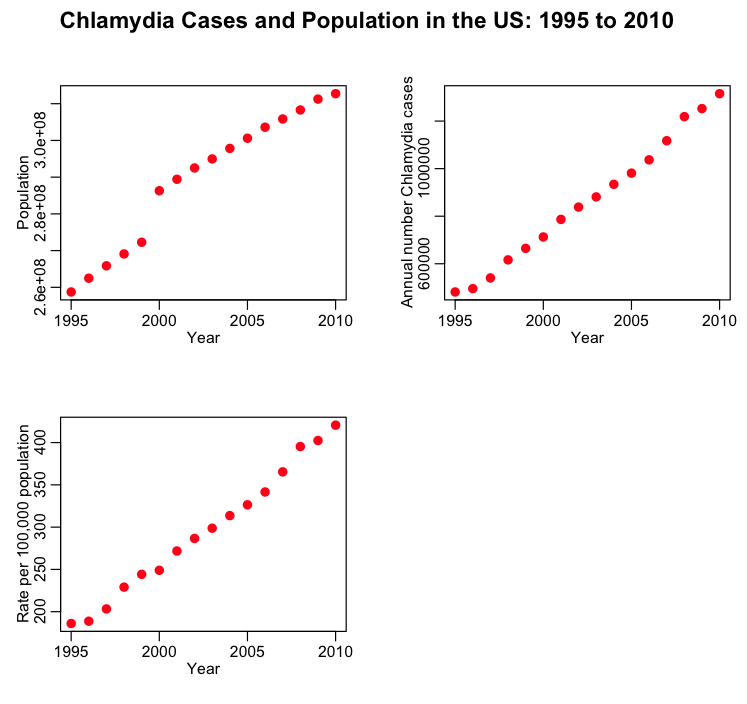 Chlamydia Cases and Population in the US: 1995 to 2010
Population
2.6e+08
2.8e+08
3.0e+08
1995
2000
2005
2010
Year
Annual number Chlamydia cases
600000
1000000
1995
2000
2005
2010
Year
Rate per 100,000 population
200
250
300
350
400
1995
2000
2005
2010
Year